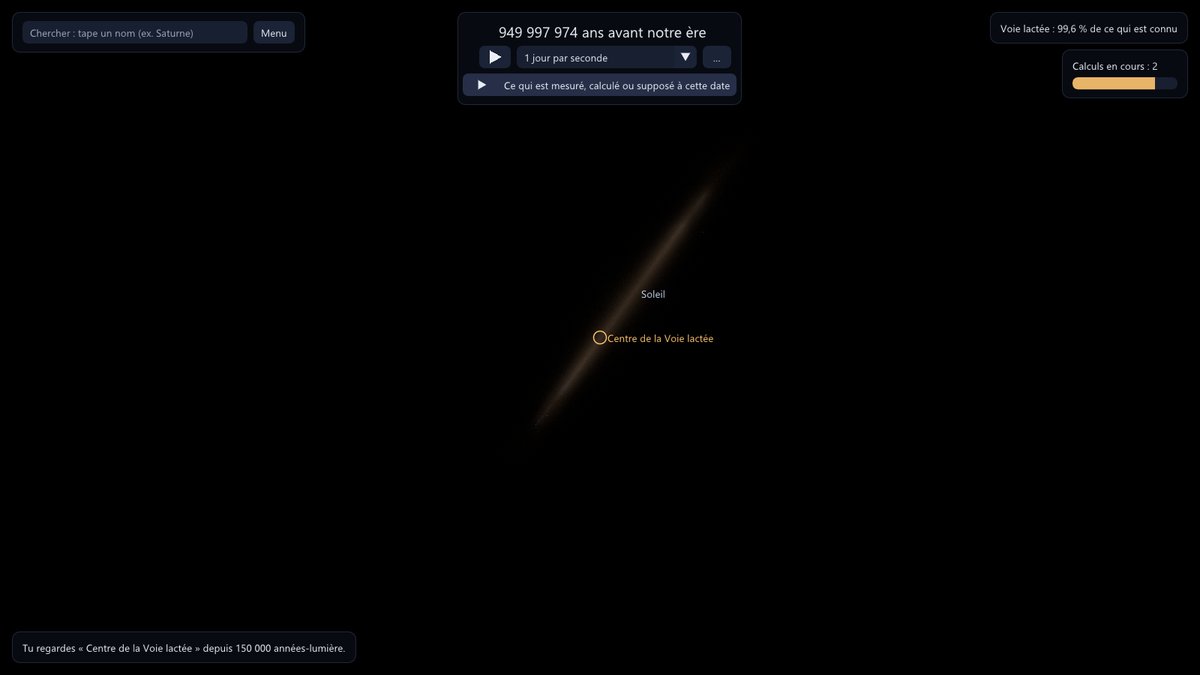 Chercher : tape un nom (ex. Saturne)
Menu
949 997 974 ans avant notre ère
1 jour par seconde
...
Ce qui est mesuré, calculé ou supposé à cette date
Voie lactée : 99,6 % de ce qui est connu
Calculs en cours : 2
Soleil
Centre de la Voie lactée
Tu regardes « Centre de la Voie lactée » depuis 150 000 années-lumière.